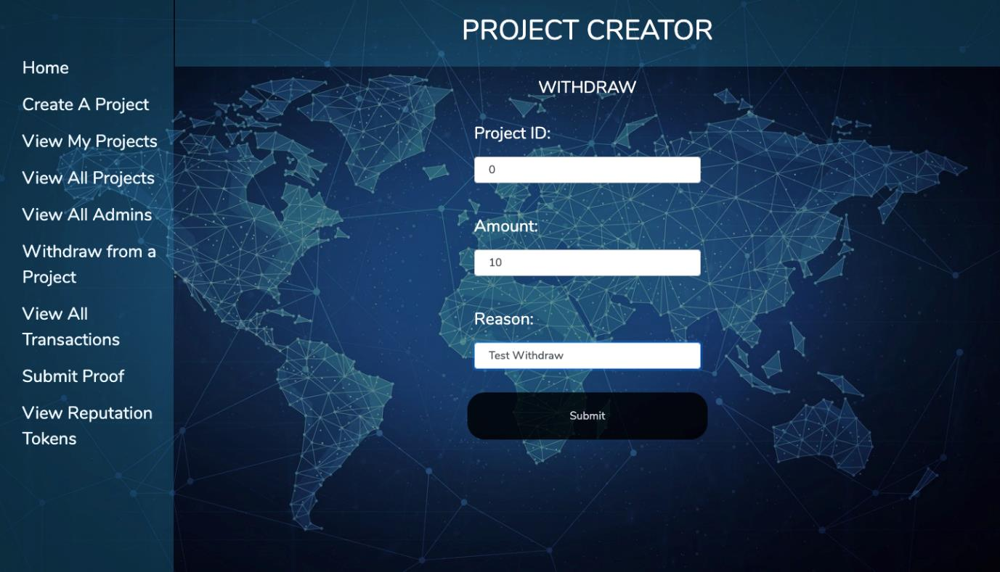 PROJECT CREATOR
Home
Create A Project
View My Projects
View All Projects
View All Admins
Withdraw from a
Project
View All
Transactions
Submit Proof
View Reputation
Tokens
WITHDRAW
Project ID:
0
Amount:
10
Reason:
Test Withdraw
Submit